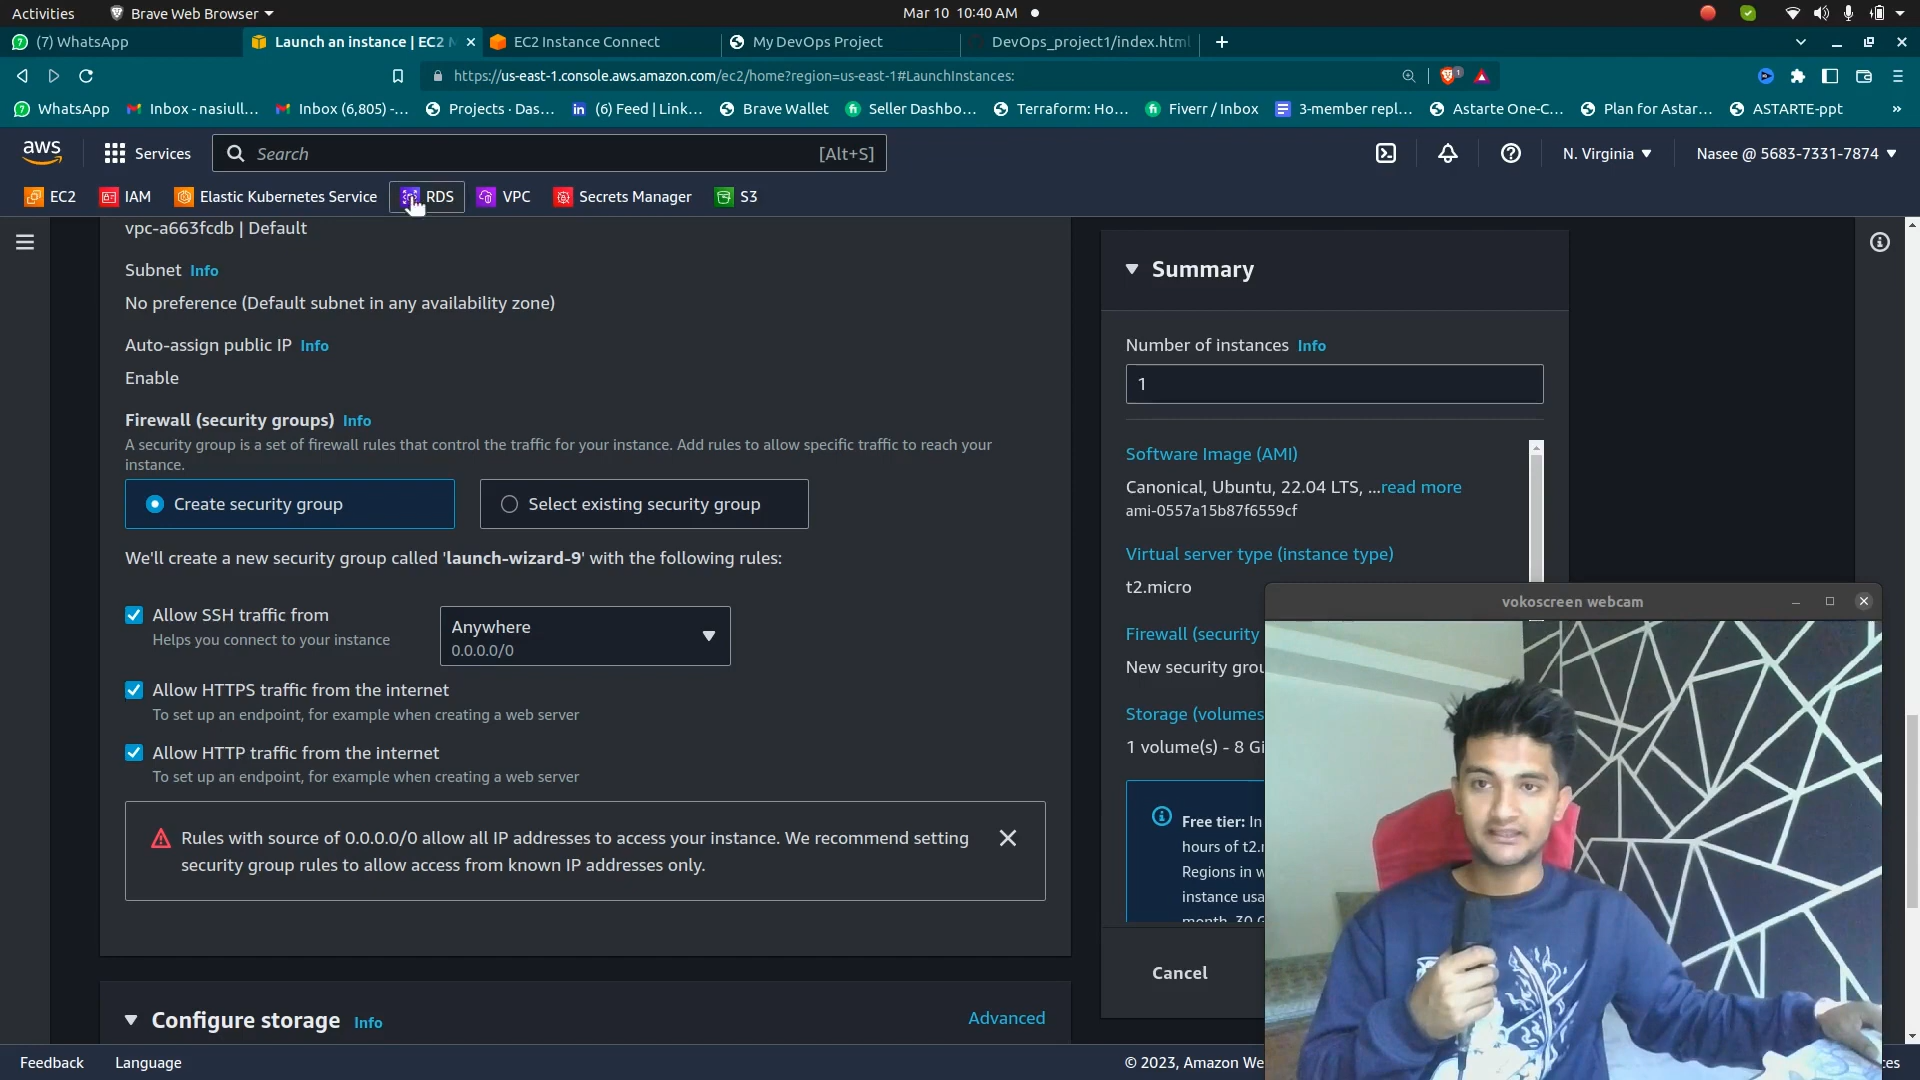 Activities
Brave Web Browser
Mar 10 10:40 AM
(7) WhatsApp
Launch an instance | EC2 M
EC2 Instance Connect
My DevOps Project
DevOps_project1/index.html
https://us-east-1.console.aws.amazon.com/ec2/home?region=us-east-1#LaunchInstances:
1
WhatsApp
Inbox - nasiull...
Inbox (6,805) -...
Projects · Das...
(6) Feed | Link...
Brave Wallet
Seller Dashbo...
Terraform: Ho...
Fiverr / Inbox
3-member repl...
Astarte One-C...
Plan for Astar...
ASTARTE-ppt
»
aws
Services
Search
[Alt+S]
N. Virginia
Nasee @ 5683-7331-7874
EC2
IAM
Elastic Kubernetes Service
RDS
VPC
Secrets Manager
S3
vpc-a663fcdb | Default
Subnet Info
No preference (Default subnet in any availability zone)
Auto-assign public IP Info
Enable
Firewall (security groups) Info
A security group is a set of firewall rules that control the traffic for your instance. Add rules to allow specific traffic to reach your
instance.
Create security group
Select existing security group
We'll create a new security group called 'launch-wizard-9' with the following rules:
Allow SSH traffic from
Helps you connect to your instance
Anywhere
0.0.0.0/0
Allow HTTPS traffic from the internet
To set up an endpoint, for example when creating a web server
Allow HTTP traffic from the internet
To set up an endpoint, for example when creating a web server
Rules with source of 0.0.0.0/0 allow all IP addresses to access your instance. We recommend setting
security group rules to allow access from known IP addresses only.
Configure storage Info
Advanced
Summary
Number of instances Info
1
Software Image (AMI)
Canonical, Ubuntu, 22.04 LTS, ...read more
ami-0557a15b87f6559cf
Virtual server type (instance type)
t2.micro
Firewall (security
New security grou
Storage (volumes
1 volume(s) - 8 Gi
Free tier: In
hours of t2.
Regions in w
instance usa
month, 30 G
Cancel
vokoscreen webcam
Feedback
Language
© 2023, Amazon We